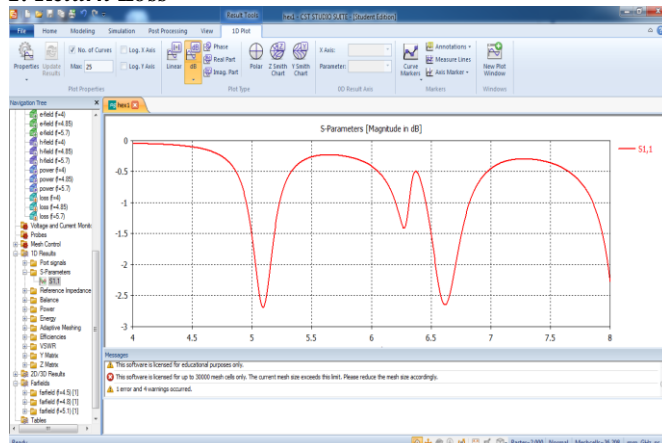 Result Tools
hex1 - CST STUDIO SUITE - [Student Edition]
File Home Modeling Simulation Post Processing View 1D Plot
Properties
Update Results
No. of Curves
Max: 25
Log. X Axis
Log. Y Axis
Plot Properties
Linear
dB
Phase
Real Part
Imag. Part
Polar
Z Smith Chart
Y Smith Chart
Plot Type
X Axis:
Parameter:
0D Result Axis
Curve Markers
Annotations
Measure Lines
Axis Marker
Markers
New Plot Window
Windows
Navigation Tree
hex1
e-field (f=4)
e-field (f=4.85)
e-field (f=5.7)
h-field (f=4)
h-field (f=4.85)
h-field (f=5.7)
power (f=4)
power (f=4.85)
power (f=5.7)
loss (f=4)
loss (f=4.85)
loss (f=5.7)
Voltage and Current Monit
Probes
Mesh Control
1D Results
Port signals
S-Parameters
S1,1
Reference Impedance
Balance
Power
Energy
Adaptive Meshing
Efficiencies
VSWR
Y Matrix
Z Matrix
2D/3D Results
Farfields
farfield (f=4.5) [1]
farfield (f=4.8) [1]
farfield (f=5.1) [1]
Tables
S-Parameters [Magnitude in dB]
S1,1
0
-0.5
-1
-1.5
-2
-2.5
-3
4 4.5 5 5.5 6 6.5 7 7.5 8
Messages
This software is licensed for educational purposes only.
This software is licensed for up to 30000 mesh cells only. The current mesh size exceeds this limit. Please reduce the mesh size accordingly.
1 error and 4 warnings occurred.